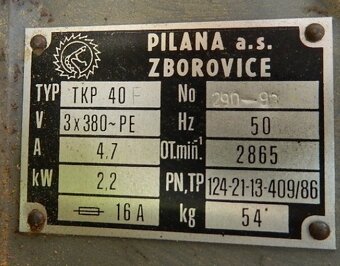 PILANA a.s.
ZBOROVICE
TYP TKP 40 No 290-93
V 3x380~PE Hz 50
A 4,7 OT.min⁻¹ 2865
kW 2,2 PN,TP 124-21-13-409/86
16 A kg 54